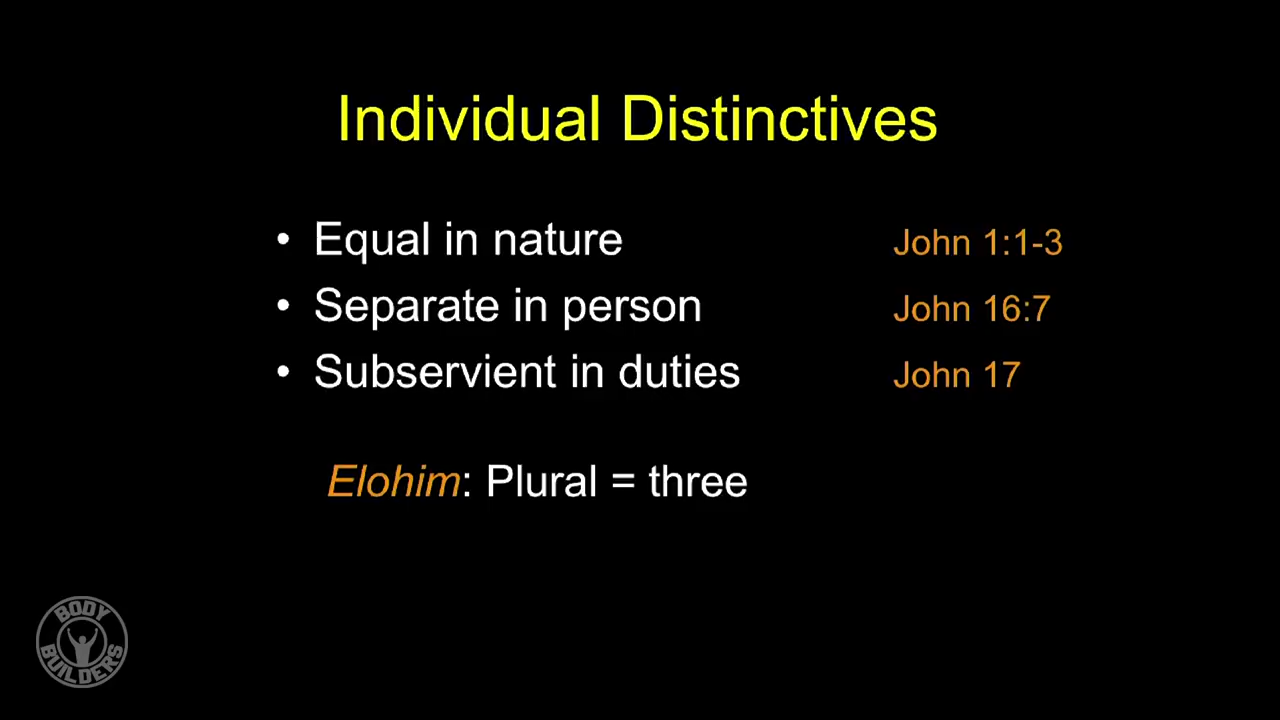 Individual Distinctives
• Equal in nature John 1:1-3
• Separate in person John 16:7
• Subservient in duties John 17
Elohim: Plural = three
BODY
BUILDERS